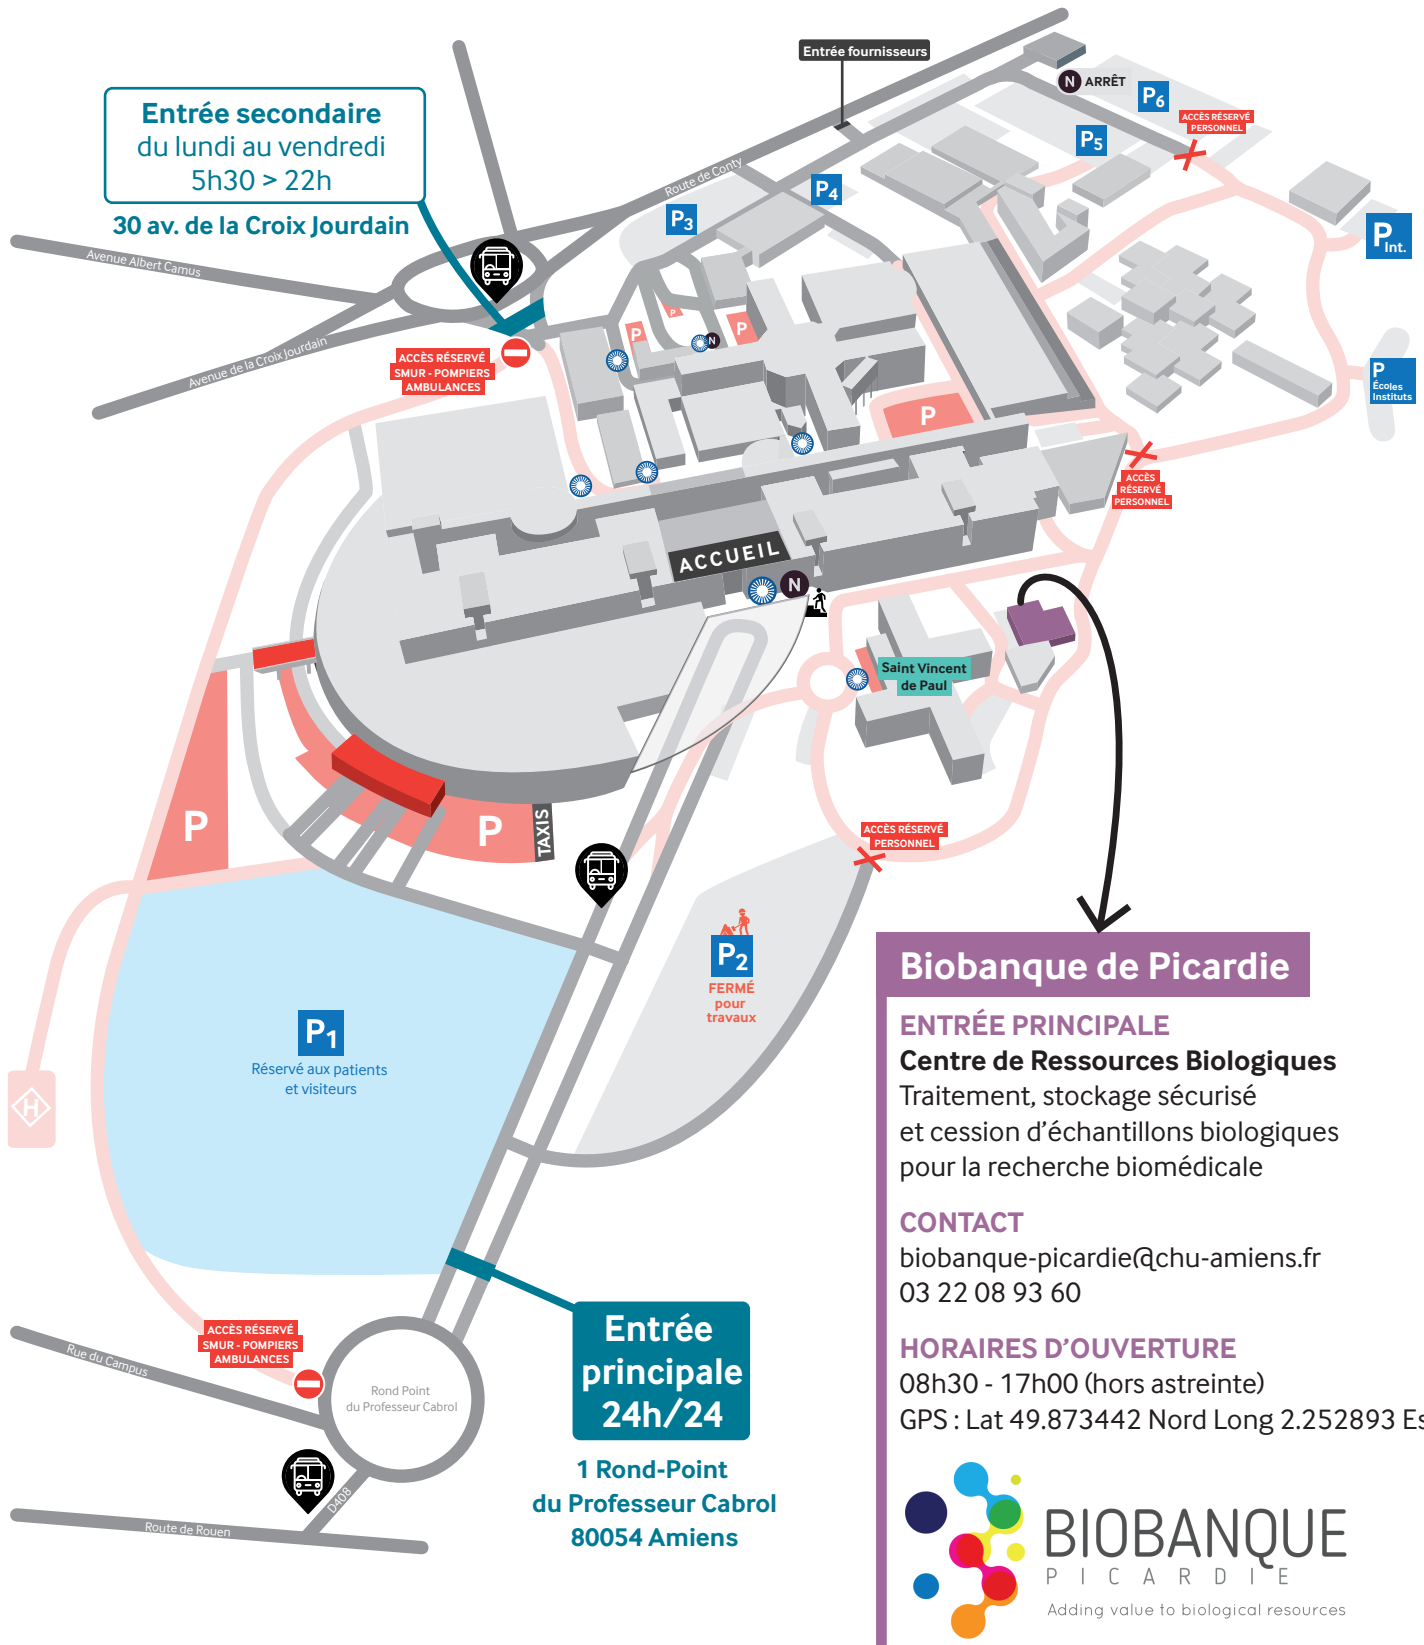 Entrée fournisseurs
N ARRÊT
P6
ACCÈS RÉSERVÉ
PERSONNEL
P5
Entrée secondaire
du lundi au vendredi
5h30 > 22h
30 av. de la Croix Jourdain
Route de Conty
P4
P3
PInt.
Avenue Albert Camus
Avenue de la Croix Jourdain
ACCÈS RÉSERVÉ
SMUR - POMPIERS
AMBULANCES
P
P
P
N
P
Écoles
Instituts
P
ACCÈS
RÉSERVÉ
PERSONNEL
ACCUEIL
N
Saint Vincent
de Paul
P
P
TAXIS
ACCÈS RÉSERVÉ
PERSONNEL
P2
FERMÉ
pour
travaux
P1
Réservé aux patients
et visiteurs
H
Biobanque de Picardie
ENTRÉE PRINCIPALE
Centre de Ressources Biologiques
Traitement, stockage sécurisé
et cession d’échantillons biologiques
pour la recherche biomédicale
CONTACT
biobanque-picardie@chu-amiens.fr
03 22 08 93 60
HORAIRES D’OUVERTURE
08h30 - 17h00 (hors astreinte)
GPS : Lat 49.873442 Nord Long 2.252893 Es
BIOBANQUE
PICARDIE
Adding value to biological resources
Entrée
principale
24h/24
1 Rond-Point
du Professeur Cabrol
80054 Amiens
ACCÈS RÉSERVÉ
SMUR - POMPIERS
AMBULANCES
Rue du Campus
Rond Point
du Professeur Cabrol
D408
Route de Rouen